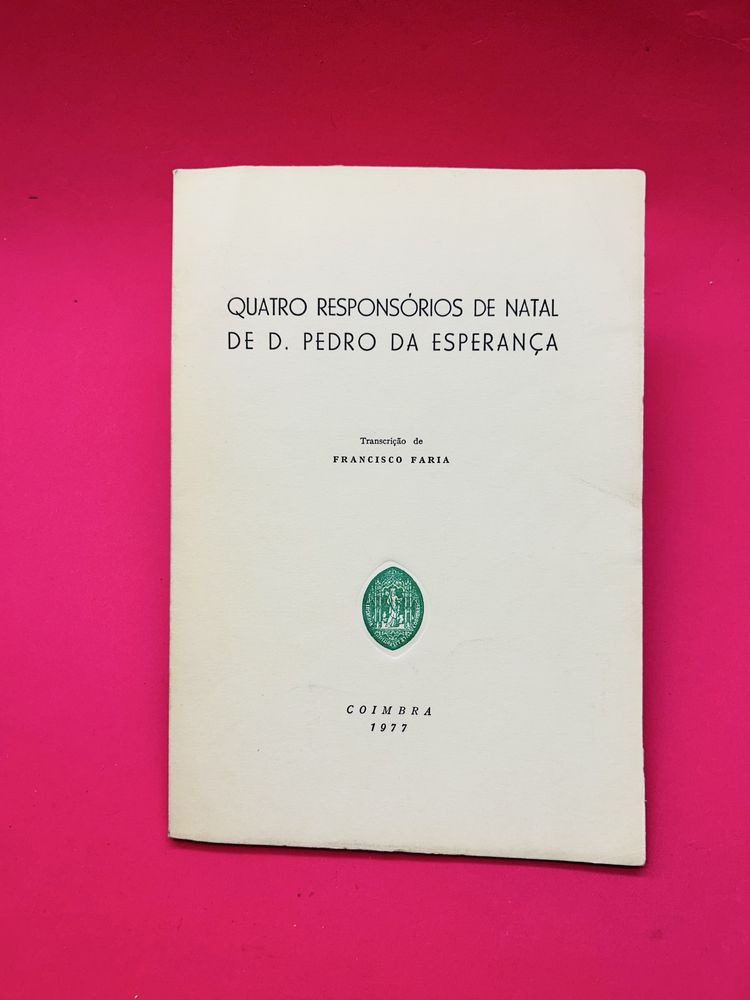 QUATRO RESPONSÓRIOS DE NATAL
DE D. PEDRO DA ESPERANÇA
Transcrição de
FRANCISCO FARIA
COIMBRA
1977